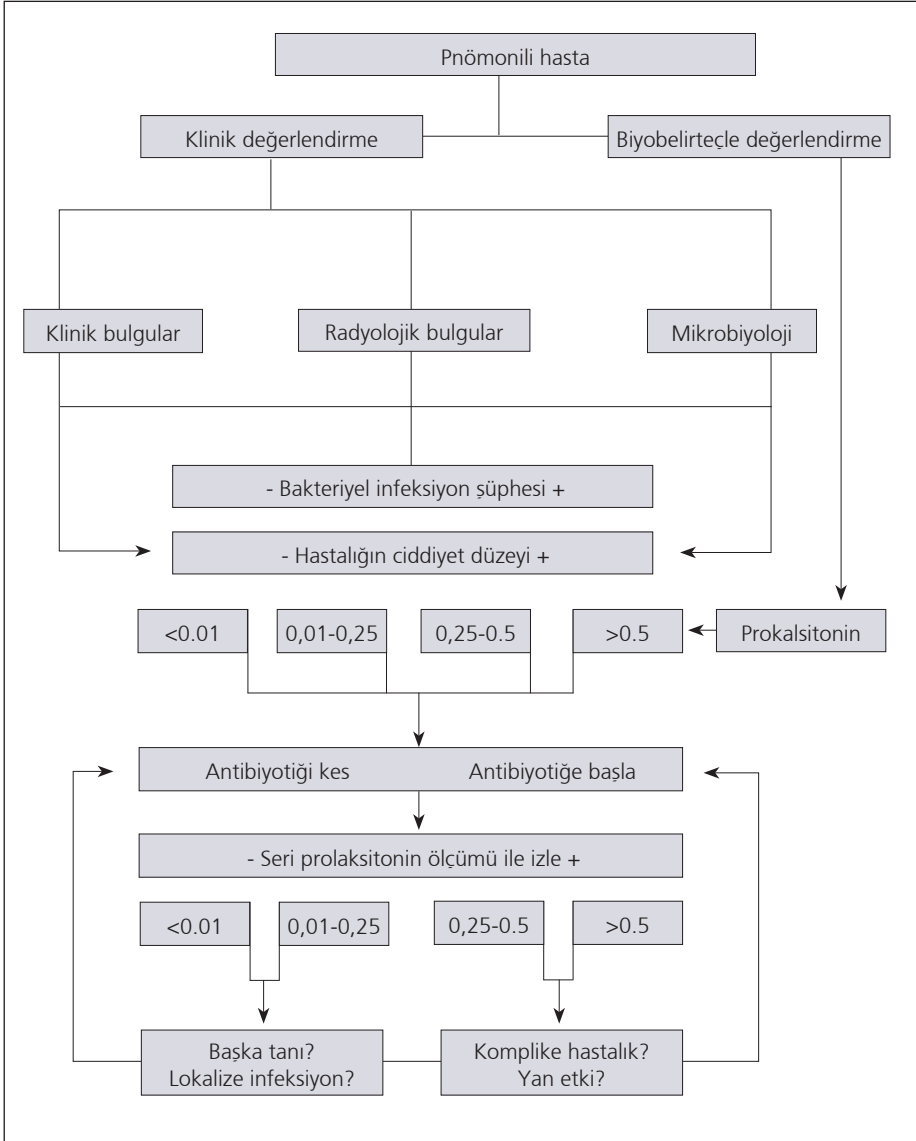 Pnömonili hasta
Klinik değerlendirme
Biyobelirteçle değerlendirme
Klinik bulgular
Radyolojik bulgular
Mikrobiyoloji
- Bakteriyel infeksiyon şüphesi +
- Hastalığın ciddiyet düzeyi +
<0.01
0,01-0,25
0,25-0.5
>0.5
Prokalsitonin
Antibiyotiği kes
Antibiyotiğe başla
- Seri prolaksitonin ölçümü ile izle +
<0.01
0,01-0,25
0,25-0.5
>0.5
Başka tanı?
Lokalize infeksiyon?
Komplike hastalık?
Yan etki?